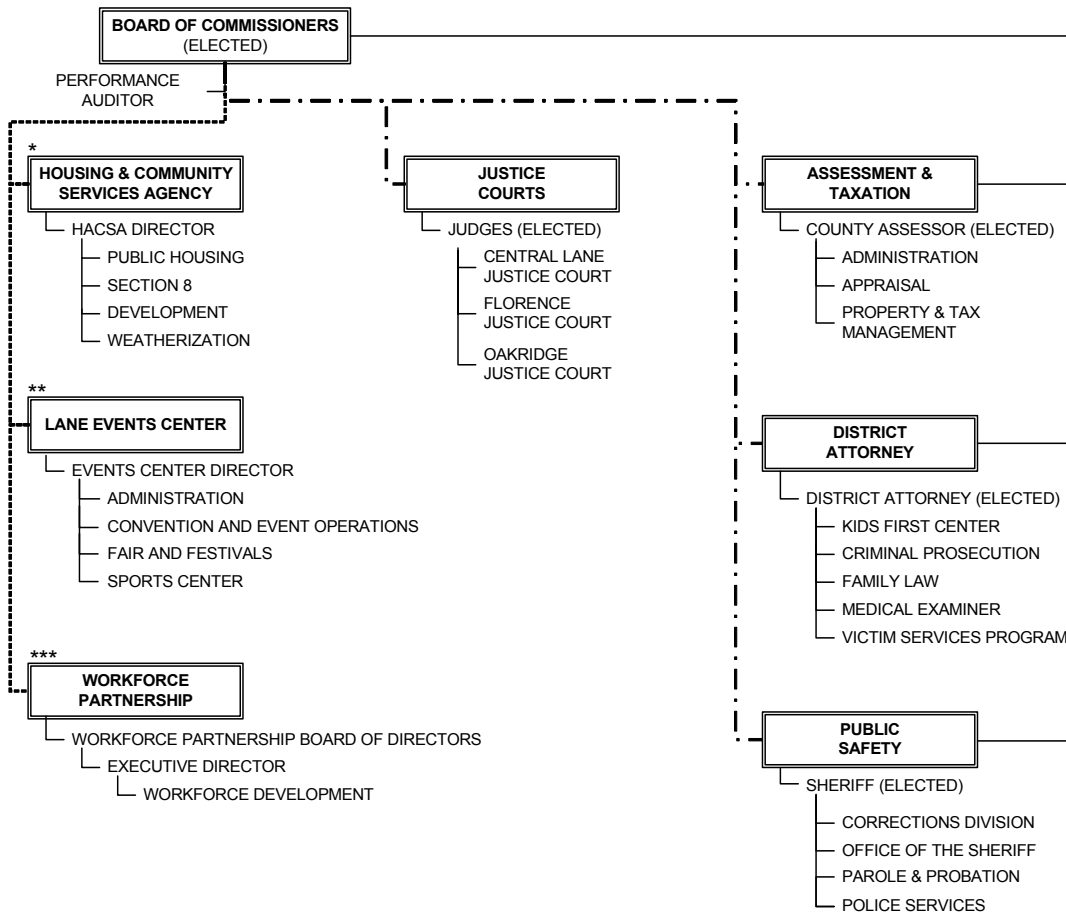 BOARD OF COMMISSIONERS
(ELECTED)
PERFORMANCE
AUDITOR
*
HOUSING & COMMUNITY
SERVICES AGENCY
HACSA DIRECTOR
PUBLIC HOUSING
SECTION 8
DEVELOPMENT
WEATHERIZATION
**
LANE EVENTS CENTER
EVENTS CENTER DIRECTOR
ADMINISTRATION
CONVENTION AND EVENT OPERATIONS
FAIR AND FESTIVALS
SPORTS CENTER
***
WORKFORCE
PARTNERSHIP
WORKFORCE PARTNERSHIP BOARD OF DIRECTORS
EXECUTIVE DIRECTOR
WORKFORCE DEVELOPMENT
JUSTICE
COURTS
JUDGES (ELECTED)
CENTRAL LANE
JUSTICE COURT
FLORENCE
JUSTICE COURT
OAKRIDGE
JUSTICE COURT
ASSESSMENT &
TAXATION
COUNTY ASSESSOR (ELECTED)
ADMINISTRATION
APPRAISAL
PROPERTY & TAX
MANAGEMENT
DISTRICT
ATTORNEY
DISTRICT ATTORNEY (ELECTED)
KIDS FIRST CENTER
CRIMINAL PROSECUTION
FAMILY LAW
MEDICAL EXAMINER
VICTIM SERVICES PROGRAM
PUBLIC
SAFETY
SHERIFF (ELECTED)
CORRECTIONS DIVISION
OFFICE OF THE SHERIFF
PAROLE & PROBATION
POLICE SERVICES